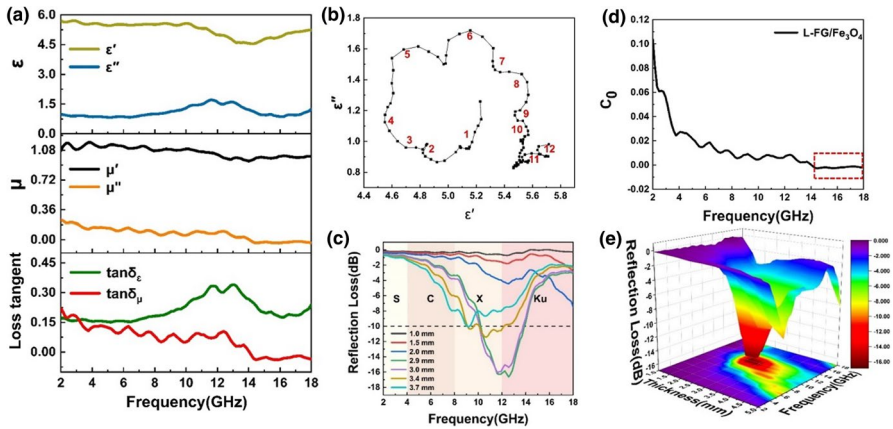 (a)
6.0
4.5
3.0
1.5
0.0
ε
ε′
ε″
1.08
0.72
0.36
0.00
μ
μ′
μ″
0.45
0.30
0.15
0.00
Loss tangent
tanδε
tanδμ
2 4 6 8 10 12 14 16 18
Frequency(GHz)
(b)
1.8
1.6
1.4
1.2
1.0
0.8
ε″
1
2
3
4
5
6
7
8
9
10
11
12
4.4 4.6 4.8 5.0 5.2 5.4 5.6 5.8
ε′
(c)
0
-2
-4
-6
-8
-10
-12
-14
-16
-18
Reflection Loss(dB)
S C X Ku
1.0 mm
1.5 mm
2.0 mm
2.9 mm
3.0 mm
3.4 mm
3.7 mm
2 4 6 8 10 12 14 16 18
Frequency(GHz)
(d)
L-FG/Fe3O4
0.12
0.10
0.08
0.06
0.04
0.02
0.00
-0.02
C0
2 4 6 8 10 12 14 16 18
Frequency(GHz)
(e)
0
-2
-4
-6
-8
-10
-12
-14
-16
Reflection Loss(dB)
Thickness(mm)
Frequency(GHz)
0.000
-2.000
-4.000
-6.000
-8.000
-10.00
-12.00
-14.00
-16.00